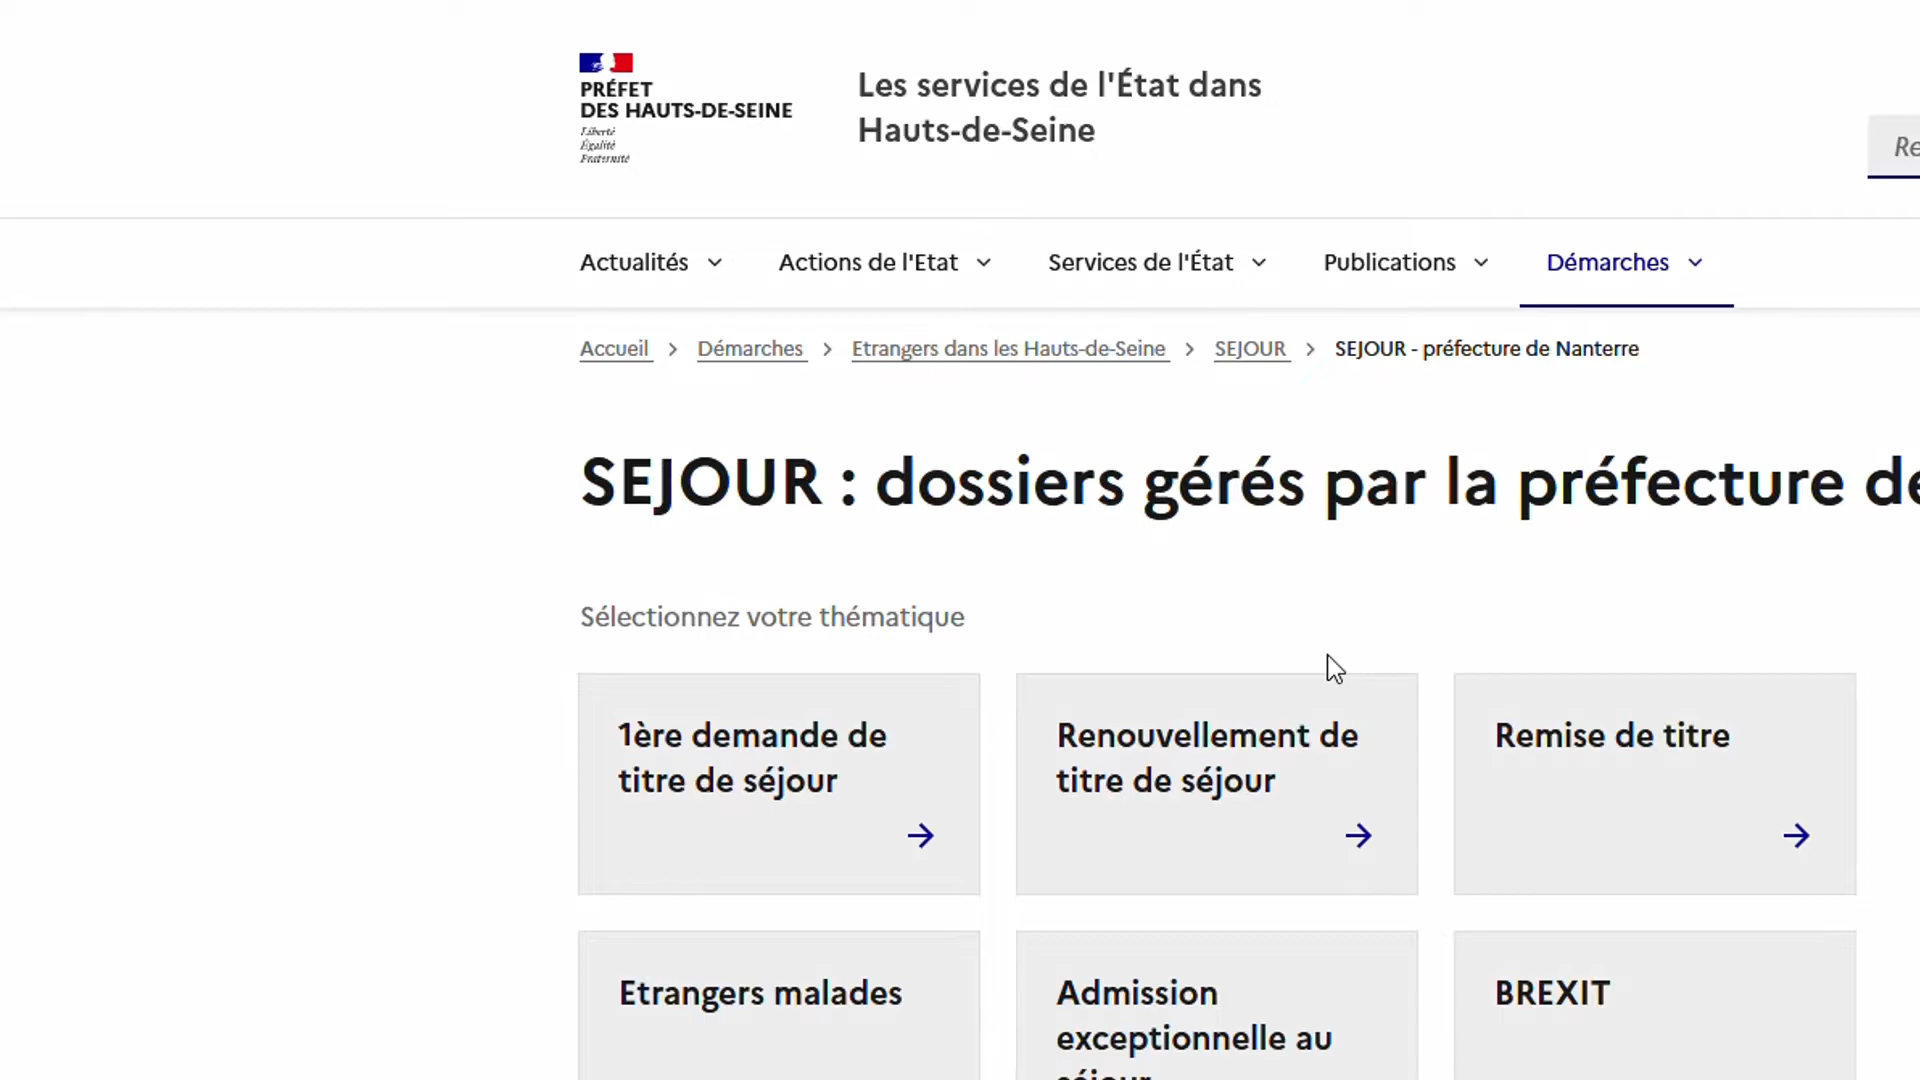 PRÉFET
DES HAUTS-DE-SEINE
Liberté
Égalité
Fraternité
Les services de l'État dans
Hauts-de-Seine
Actualités
Actions de l'Etat
Services de l'État
Publications
Démarches
Accueil > Démarches > Etrangers dans les Hauts-de-Seine > SEJOUR > SEJOUR - préfecture de Nanterre
SEJOUR : dossiers gérés par la préfecture
Sélectionnez votre thématique
1ère demande de
titre de séjour
Renouvellement de
titre de séjour
Remise de titre
Etrangers malades
Admission
exceptionnelle au
séjour
BREXIT